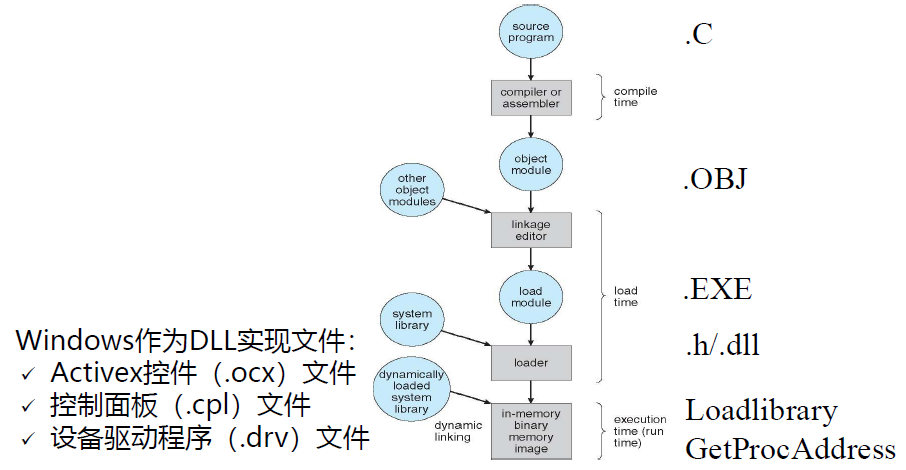 source
program
.C
compiler or
assembler
compile
time
object
module
.OBJ
other
object
modules
linkage
editor
load
module
load
time
.EXE
system
library
.h/.dll
loader
Windows作为DLL实现文件:
✓ Activex控件（.ocx）文件
✓ 控制面板（.cpl）文件
✓ 设备驱动程序（.drv）文件
dynamically
loaded
system
library
dynamic
linking
in-memory
binary
memory
image
execution
time (run
time)
Loadlibrary
GetProcAddress